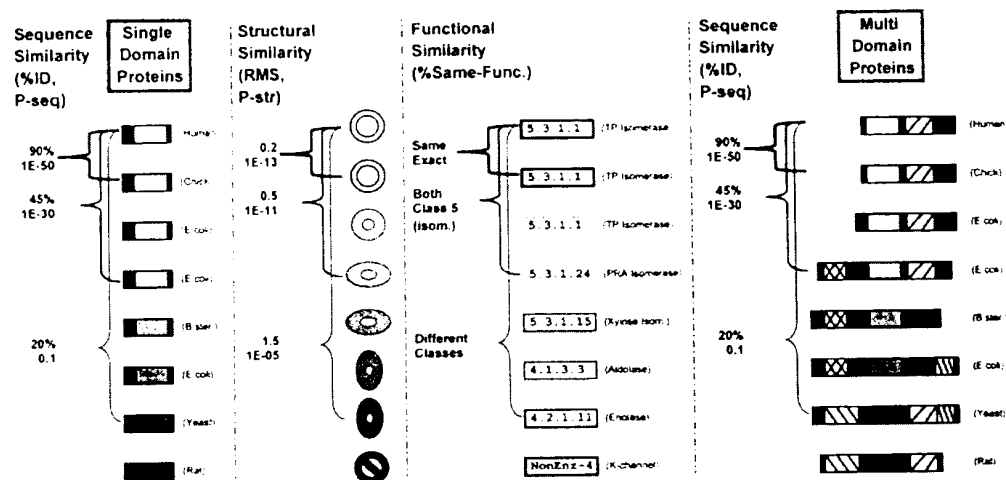 Sequence
Similarity
(%ID,
P-seq)
Single
Domain
Proteins
90%
1E-50
45%
1E-30
20%
0.1
(Human)
(Chick)
(E coli)
(E coli)
(B ster.)
(E coli)
(Yeast)
(Rat)
Structural
Similarity
(RMS,
P-str)
0.2
1E-13
0.5
1E-11
1.5
1E-05
Functional
Similarity
(%Same-Func.)
Same
Exact
Both
Class 5
(isom.)
Different
Classes
5.3.1.1 (TP Isomerase)
5.3.1.1 (TP Isomerase)
5.3.1.1 (TP Isomerase)
5.3.1.24 (PRA Isomerase)
5.3.1.15 (Xylose Isom.)
4.1.3.3 (Aldolase)
4.2.1.11 (Enolase)
NonEnz-4 (K-channel)
Sequence
Similarity
(%ID,
P-seq)
Multi
Domain
Proteins
90%
1E-50
45%
1E-30
20%
0.1
(Human)
(Chick)
(E coli)
(E coli)
(B ster.)
(E coli)
(Yeast)
(Rat)